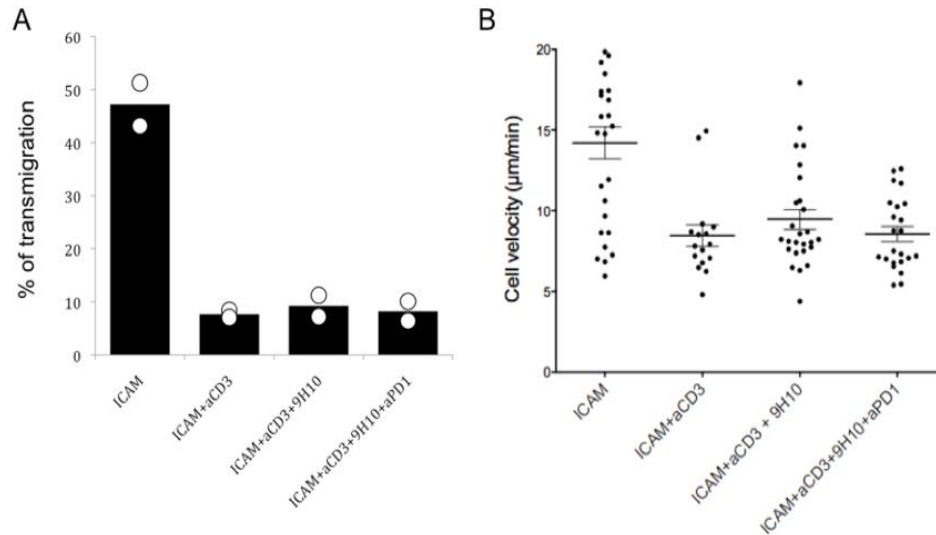 A
% of transmigration
60
50
40
30
20
10
0
ICAM
ICAM+aCD3
ICAM+aCD3+9H10
ICAM+aCD3+9H10+aPD1
B
Cell velocity (µm/min)
20
15
10
5
0
ICAM
ICAM+aCD3
ICAM+aCD3 + 9H10
ICAM+aCD3+9H10+aPD1